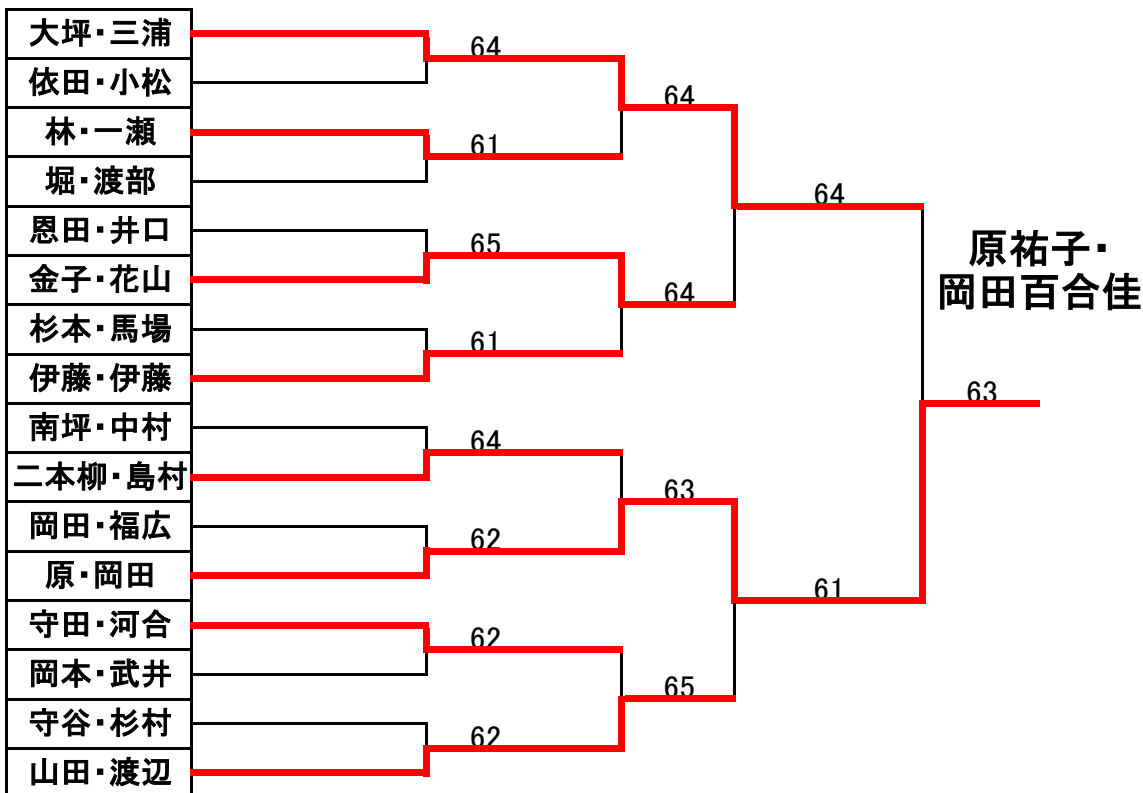 大坪・三浦
依田・小松
林・一瀬
堀・渡部
恩田・井口
金子・花山
杉本・馬場
伊藤・伊藤
南坪・中村
二本柳・島村
岡田・福広
原・岡田
守田・河合
岡本・武井
守谷・杉村
山田・渡辺
64
61
65
61
64
62
62
62
64
64
63
65
64
61
63
原祐子・
岡田百合佳